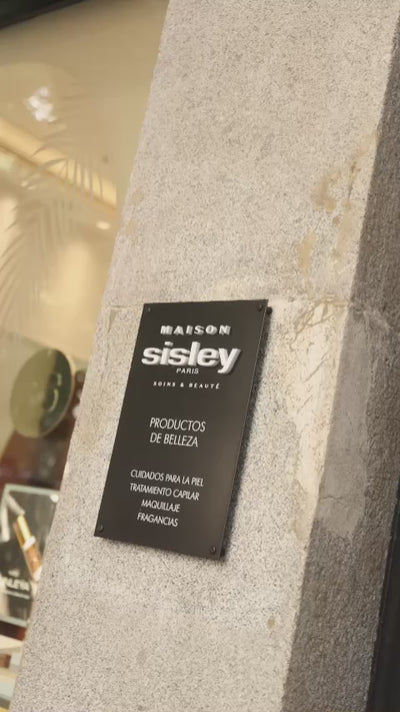 MAISON
sisley
PARIS
SOINS & BEAUTÉ
PRODUCTOS
DE BELLEZA
CUIDADOS PARA LA PIEL
TRATAMIENTO CAPILAR
MAQUILLAJE
FRAGANCIAS